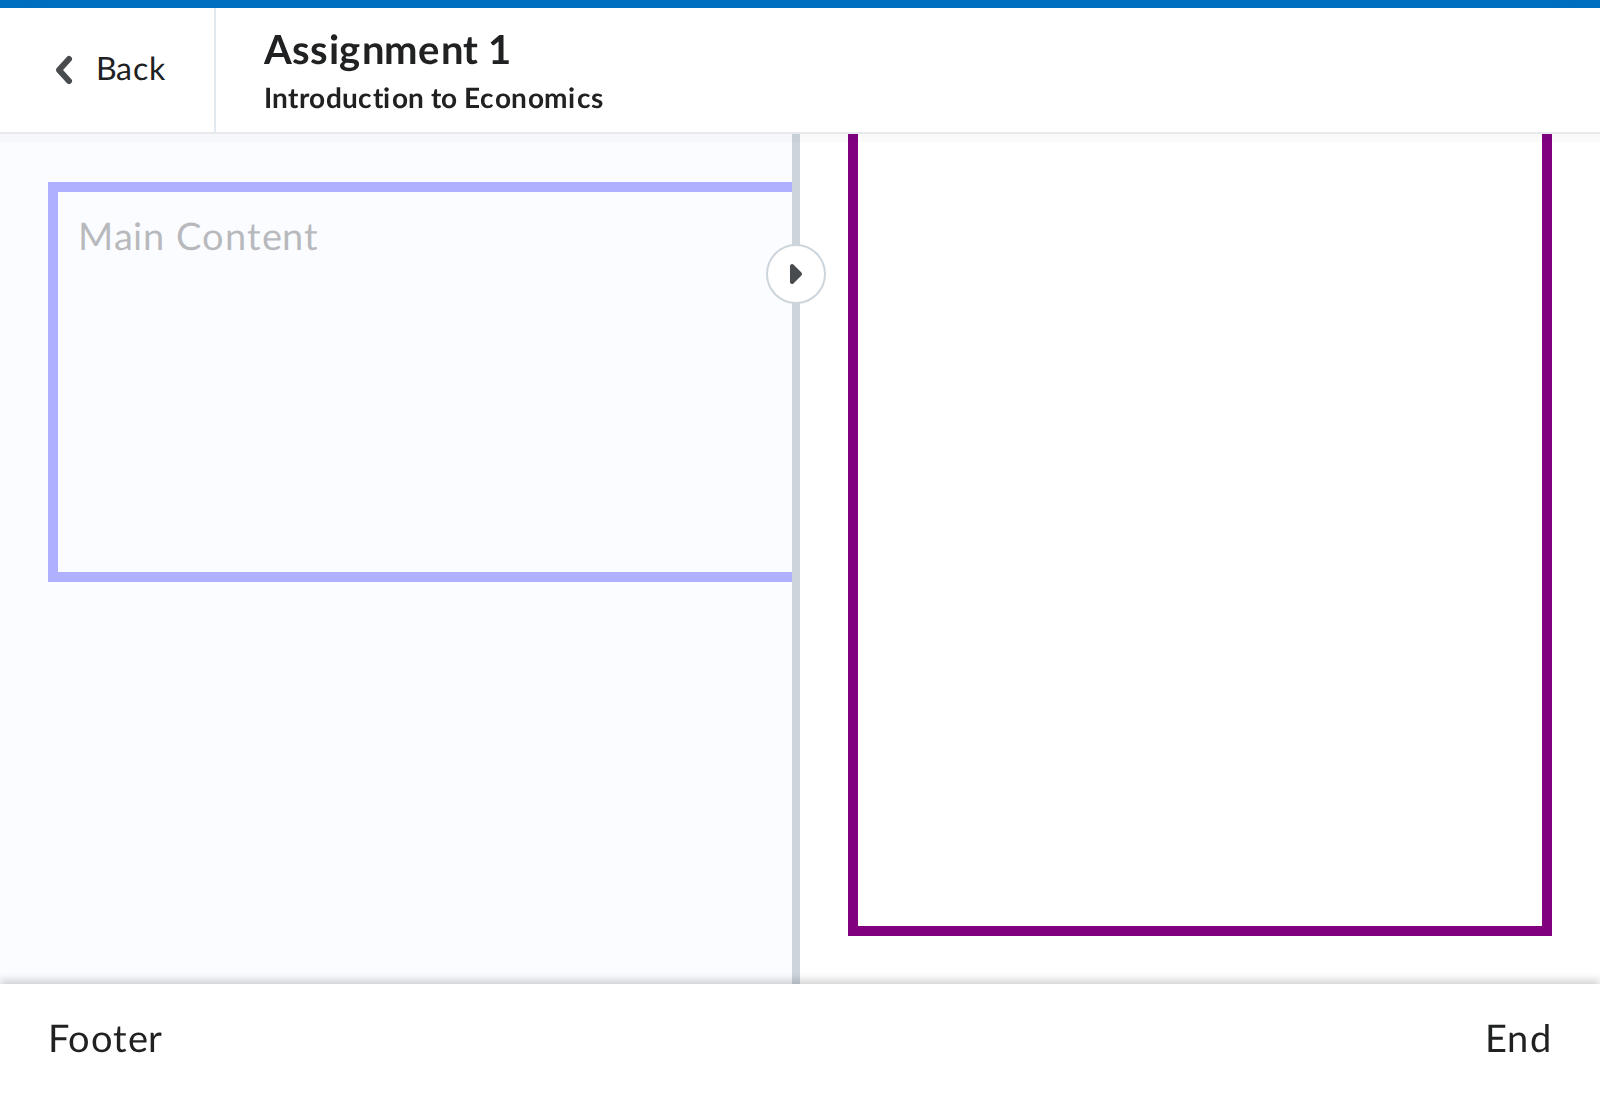 Back
Assignment 1
Introduction to Economics
Main Content
Footer
End